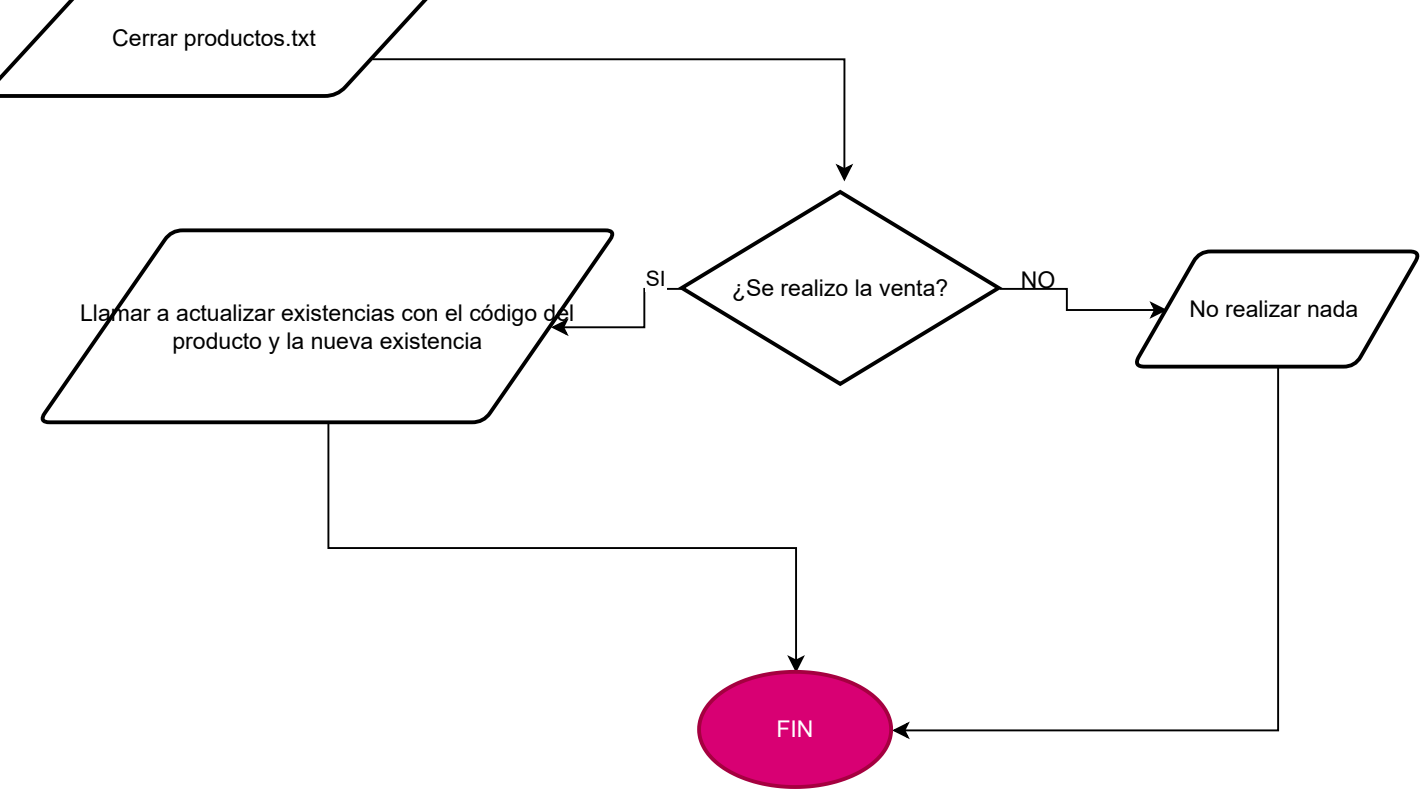 Cerrar productos.txt
SI
¿Se realizo la venta?
NO
No realizar nada
Llamar a actualizar existencias con el código del
producto y la nueva existencia
FIN